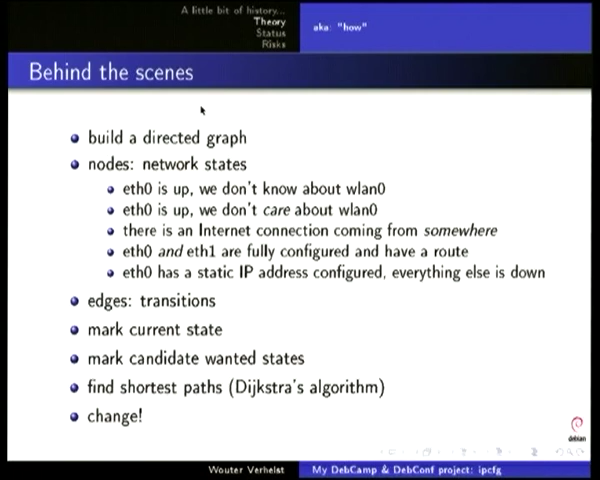 A little bit of history...
Theory
Status
Risks
aka: "how"
Behind the scenes
build a directed graph
nodes: network states
eth0 is up, we don't know about wlan0
eth0 is up, we don't care about wlan0
there is an Internet connection coming from somewhere
eth0 and eth1 are fully configured and have a route
eth0 has a static IP address configured, everything else is down
edges: transitions
mark current state
mark candidate wanted states
find shortest paths (Dijkstra's algorithm)
change!
debian
Wouter Verhelst
My DebCamp & DebConf project: ipcfg